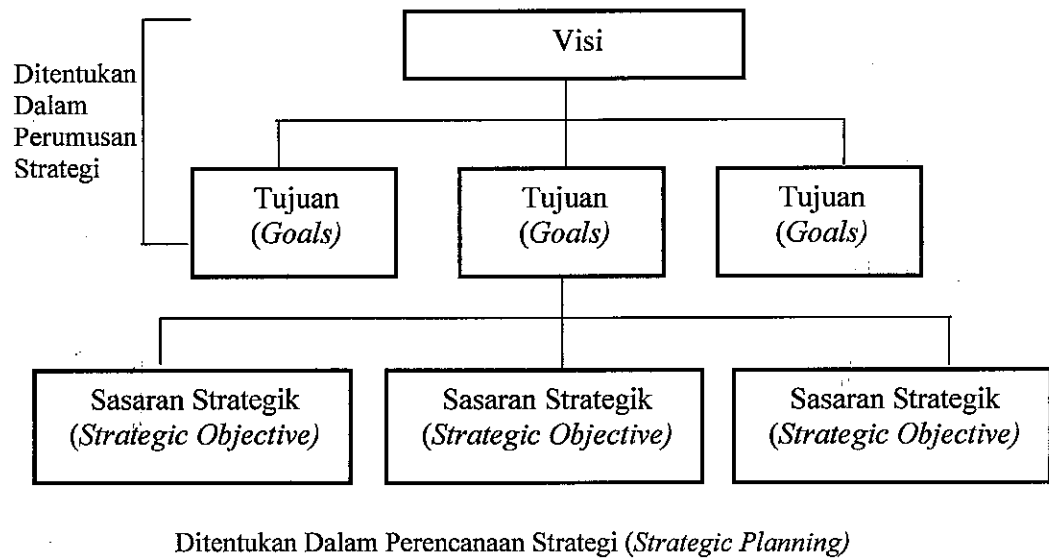 Visi
Ditentukan
Dalam
Perumusan
Strategi
Tujuan
(Goals)
Tujuan
(Goals)
Tujuan
(Goals)
Sasaran Strategik
(Strategic Objective)
Sasaran Strategik
(Strategic Objective)
Sasaran Strategik
(Strategic Objective)
Ditentukan Dalam Perencanaan Strategi (Strategic Planning)